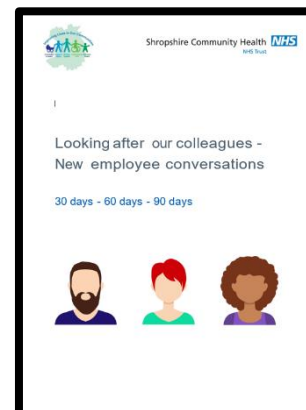 Shropshire Community Health NHS
NHS Trust
Looking after our colleagues -
New employee conversations
30 days - 60 days - 90 days